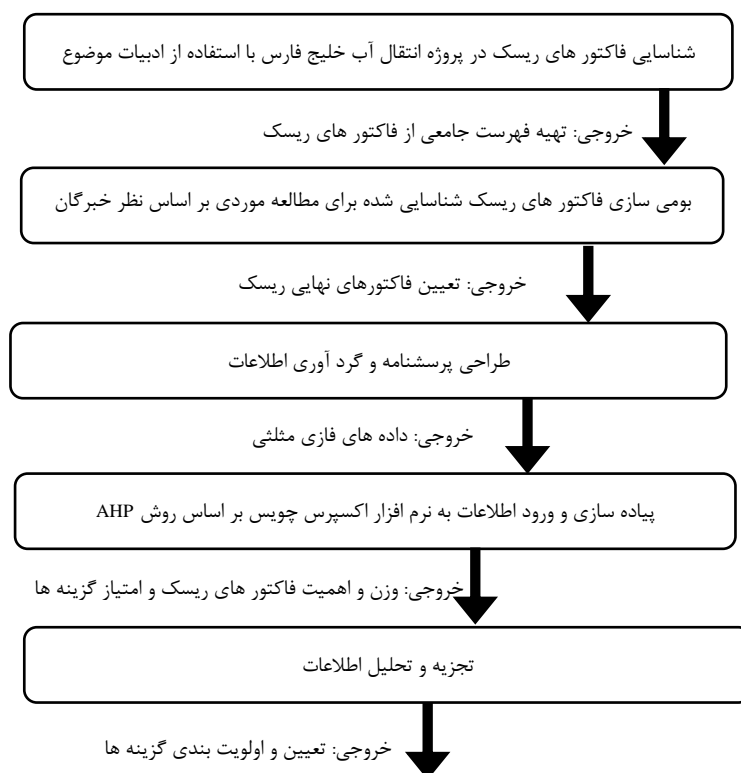 شناسایی فاکتور های ریسک در پروژه انتقال آب خلیج فارس با استفاده از ادبیات موضوع
خروجی: تهیه فهرست جامعی از فاکتور های ریسک
بومی سازی فاکتور های ریسک شناسایی شده برای مطالعه موردی بر اساس نظر خبرگان
خروجی: تعیین فاکتورهای نهایی ریسک
طراحی پرسشنامه و گرد آوری اطلاعات
خروجی: داده های فازی مثلثی
پیاده سازی و ورود اطلاعات به نرم افزار اکسپرس چویس بر اساس روش AHP
خروجی: وزن و اهمیت فاکتور های ریسک و امتیاز گزینه ها
تجزیه و تحلیل اطلاعات
خروجی: تعیین و اولویت بندی گزینه ها